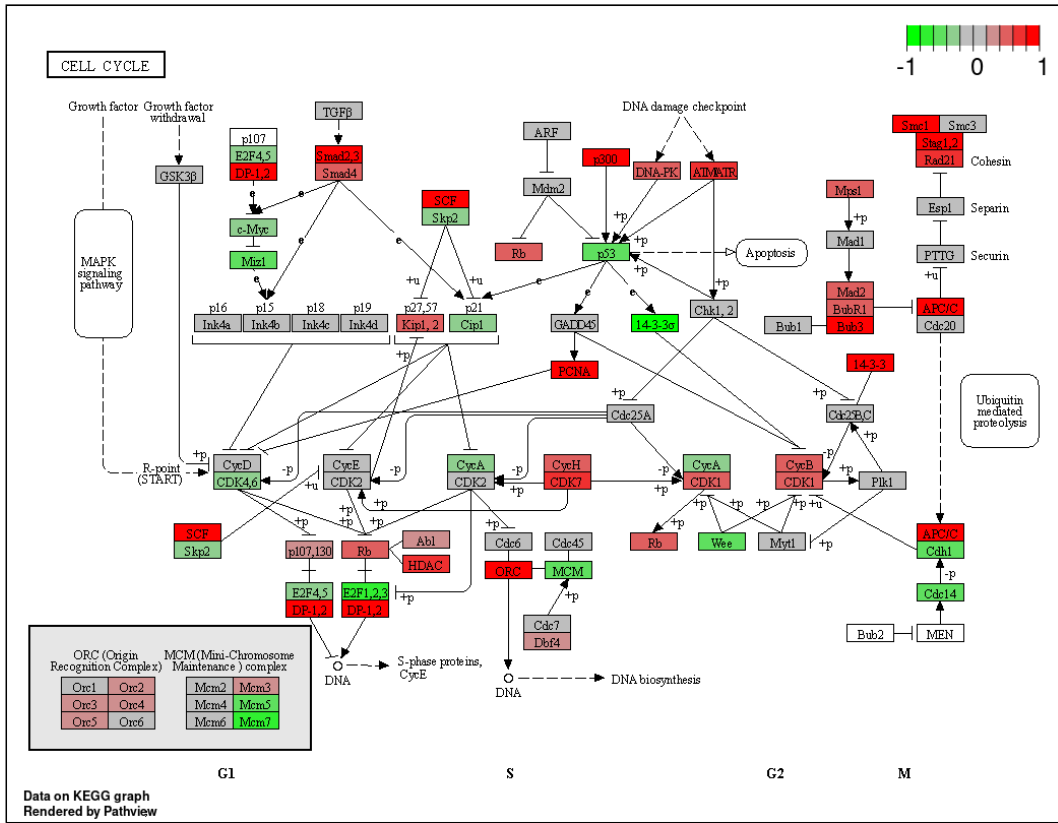 CELL CYCLE
-1 0 1
Growth factor
Growth factor
withdrawal
TGFβ
DNA damage checkpoint
p107
E2F4,5
DP-1,2
GSK3β
Smad2,3
Smad4
ARF
p300
DNA-PK
ATM/ATR
Smc1 Smc3
Stag1,2
Rad21
Cohesin
Mdm2
Mps1
+p
Mad1
Esp1
Separin
PTTG
Securin
+u
SCF
Skp2
e
e
e
e
c-Myc
Miz1
e
Rb
p53
+p
+p
Apoptosis
MAPK
signaling
pathway
+u
+u
e
e
e
+p
p16
Ink4a
p15
Ink4b
p18
Ink4c
p19
Ink4d
p27,57
Kip1, 2
p21
Cip1
GADD45
14-3-3σ
Chk1, 2
Mad2
BubR1
Bub3
Bub1
APC/C
Cdc20
+p
PCNA
14-3-3
+p
+p
Cdc25A
Cdc25B,C
Ubiquitin
mediated
proteolysis
R-point
(START)
+p
CycD
CDK4,6
-p
+u
CycE
CDK2
-p
CycA
CDK2
-p
+p
CycH
CDK7
-p
+p
CycA
CDK1
CycB
CDK1
-p
+p
+p
+p
Plk1
SCF
Skp2
+p
+p
+p
+p
+p
+p
+p
+p
+p
+u
+p
p107,130
Rb
Abl
HDAC
Cdc6
Cdc45
ORC
MCM
+p
Cdc7
Dbf4
Rb
Wee
Myt1
APC/C
Cdh1
-p
Cdc14
Bub2
MEN
E2F4,5
DP-1,2
E2F1,2,3
DP-1,2
+p
DNA
S-phase proteins,
CycE
DNA
DNA biosynthesis
ORC (Origin
Recognition Complex)
MCM (Mini-Chromosome
Maintenance ) complex
Orc1 Orc2
Orc3 Orc4
Orc5 Orc6
Mcm2 Mcm3
Mcm4 Mcm5
Mcm6 Mcm7
G1
S
G2
M
Data on KEGG graph
Rendered by Pathview